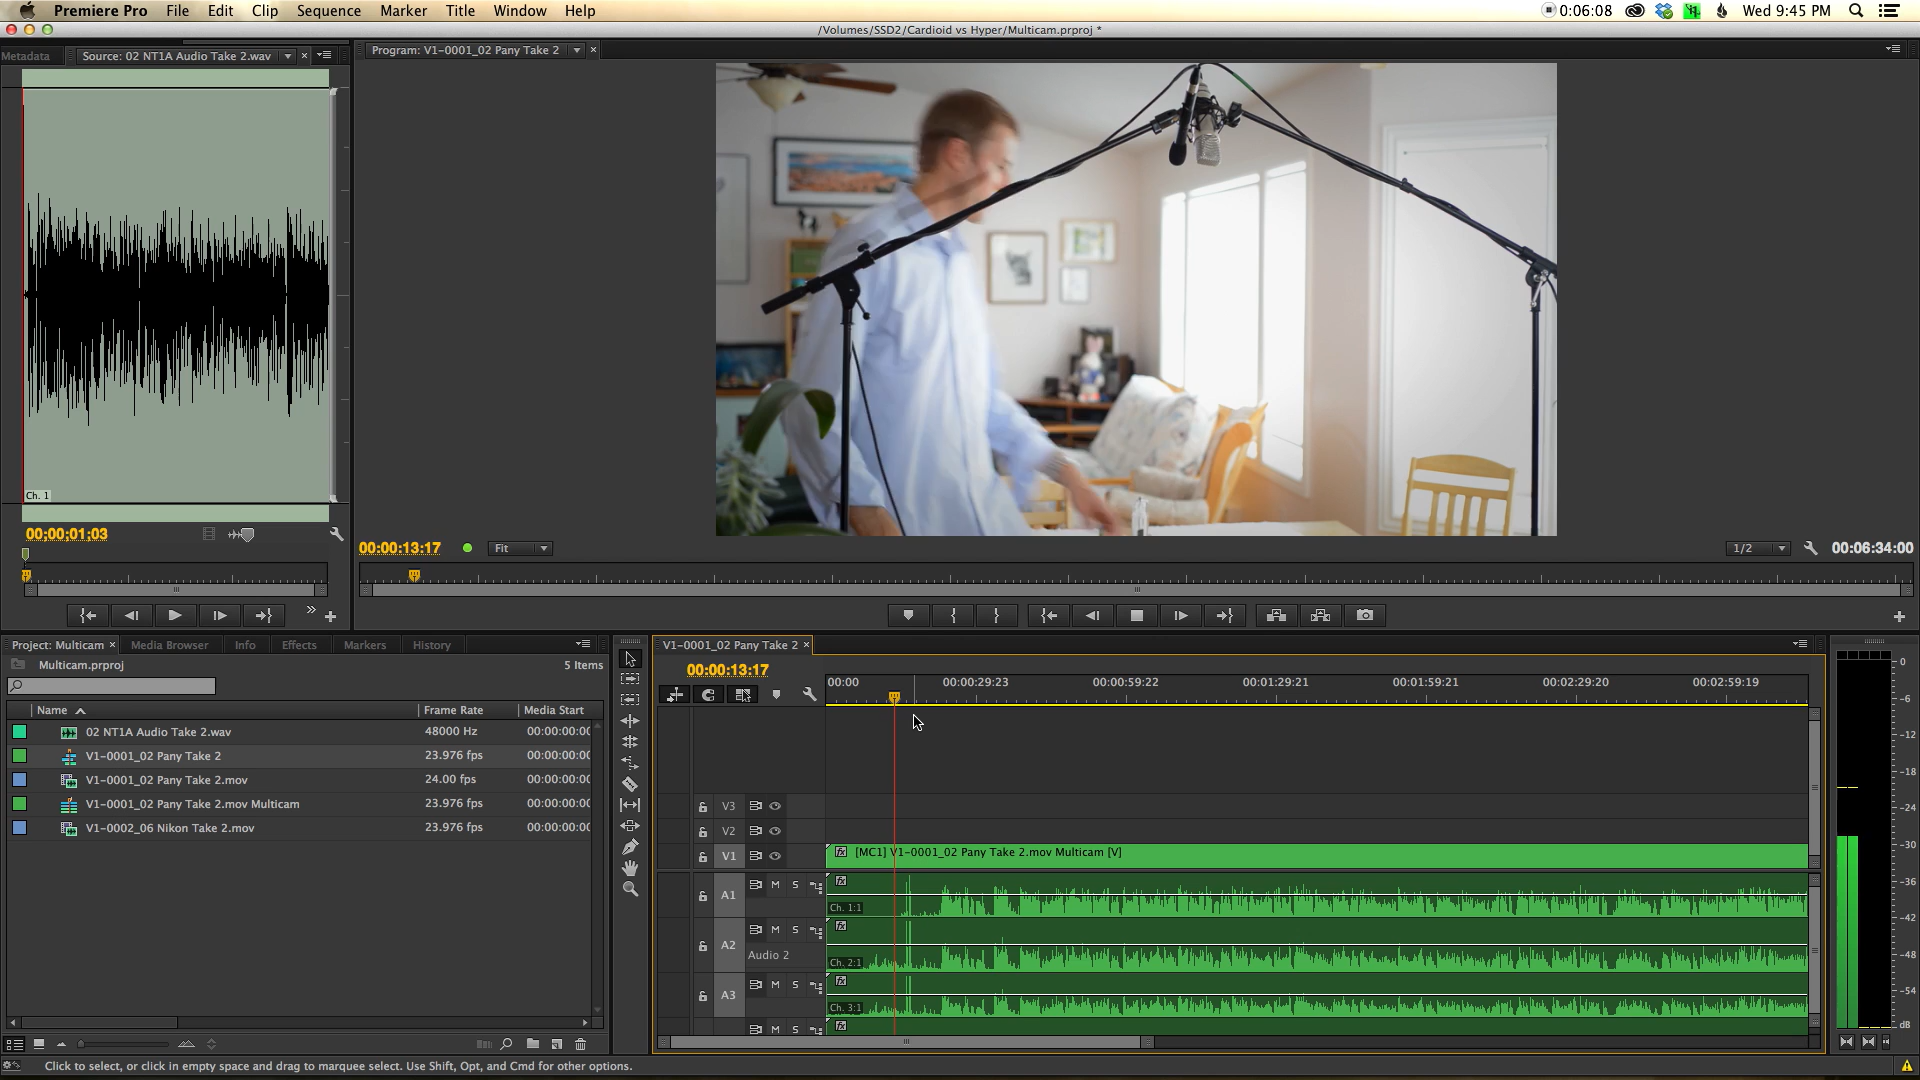 Premiere Pro File Edit Clip Sequence Marker Title Window Help 0:06:08 Wed 9:45 PM
/Volumes/SSD2/Cardioid vs Hyper/Multicam.prproj *
Metadata Source: 02 NT1A Audio Take 2.wav Program: V1-0001_02 Pany Take 2
Ch. 1
00;00;01;03
00:00:13:17 Fit 1/2 00:06:34:00
Project: Multicam Media Browser Info Effects Markers History
Multicam.prproj 5 Items
Name Frame Rate Media Start
02 NT1A Audio Take 2.wav 48000 Hz 00:00:00:00
V1-0001_02 Pany Take 2 23.976 fps 00:00:00:00
V1-0001_02 Pany Take 2.mov 24.00 fps 00:00:00:00
V1-0001_02 Pany Take 2.mov Multicam 23.976 fps 00:00:00:00
V1-0002_06 Nikon Take 2.mov 23.976 fps 00:00:00:00
V1-0001_02 Pany Take 2
00:00:13:17
00:00 00:00:29:23 00:00:59:22 00:01:29:21 00:01:59:21 00:02:29:20 00:02:59:19
V3
V2
V1 fx [MC1] V1-0001_02 Pany Take 2.mov Multicam [V]
A1 M S fx
Ch. 1:1
A2 M S fx
Audio 2 Ch. 2:1
A3 M S fx
Ch. 3:1
M S fx
0
-6
-12
-18
-24
-30
-36
-42
-48
-54
dB
Click to select, or click in empty space and drag to marquee select. Use Shift, Opt, and Cmd for other options.